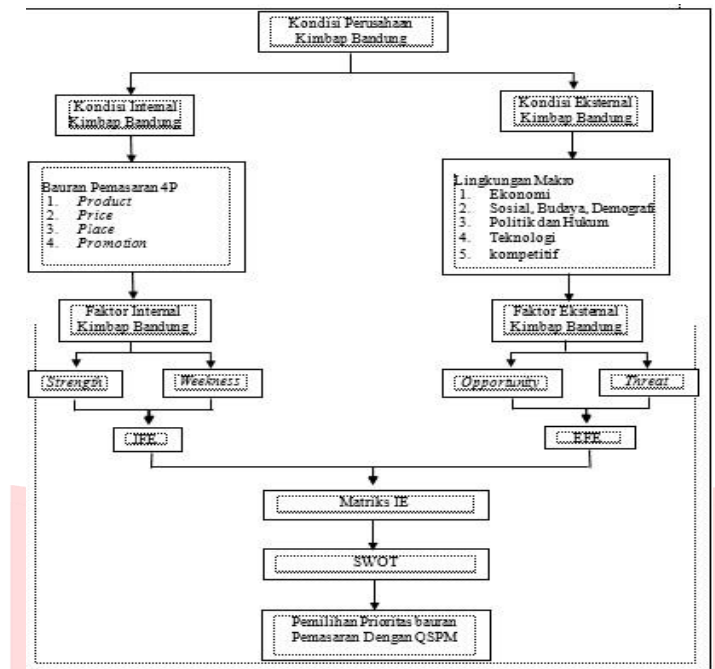 Kondisi Perusahaan
Kimbap Bandung
Kondisi Internal
Kimbap Bandung
Kondisi Eksternal
Kimbap Bandung
Bauran Pemasaran 4P
1. Product
2. Price
3. Place
4. Promotion
Lingkungan Makro
1. Ekonomi
2. Sosial, Budaya, Demografi
3. Politik dan Hukum
4. Teknologi
5. kompetitif
Faktor Internal
Kimbap Bandung
Faktor Eksternal
Kimbap Bandung
Strength
Weekness
Opportunity
Threat
IFE
EFE
Matriks IE
SWOT
Pemilihan Prioritas bauran
Pemasaran Dengan QSPM